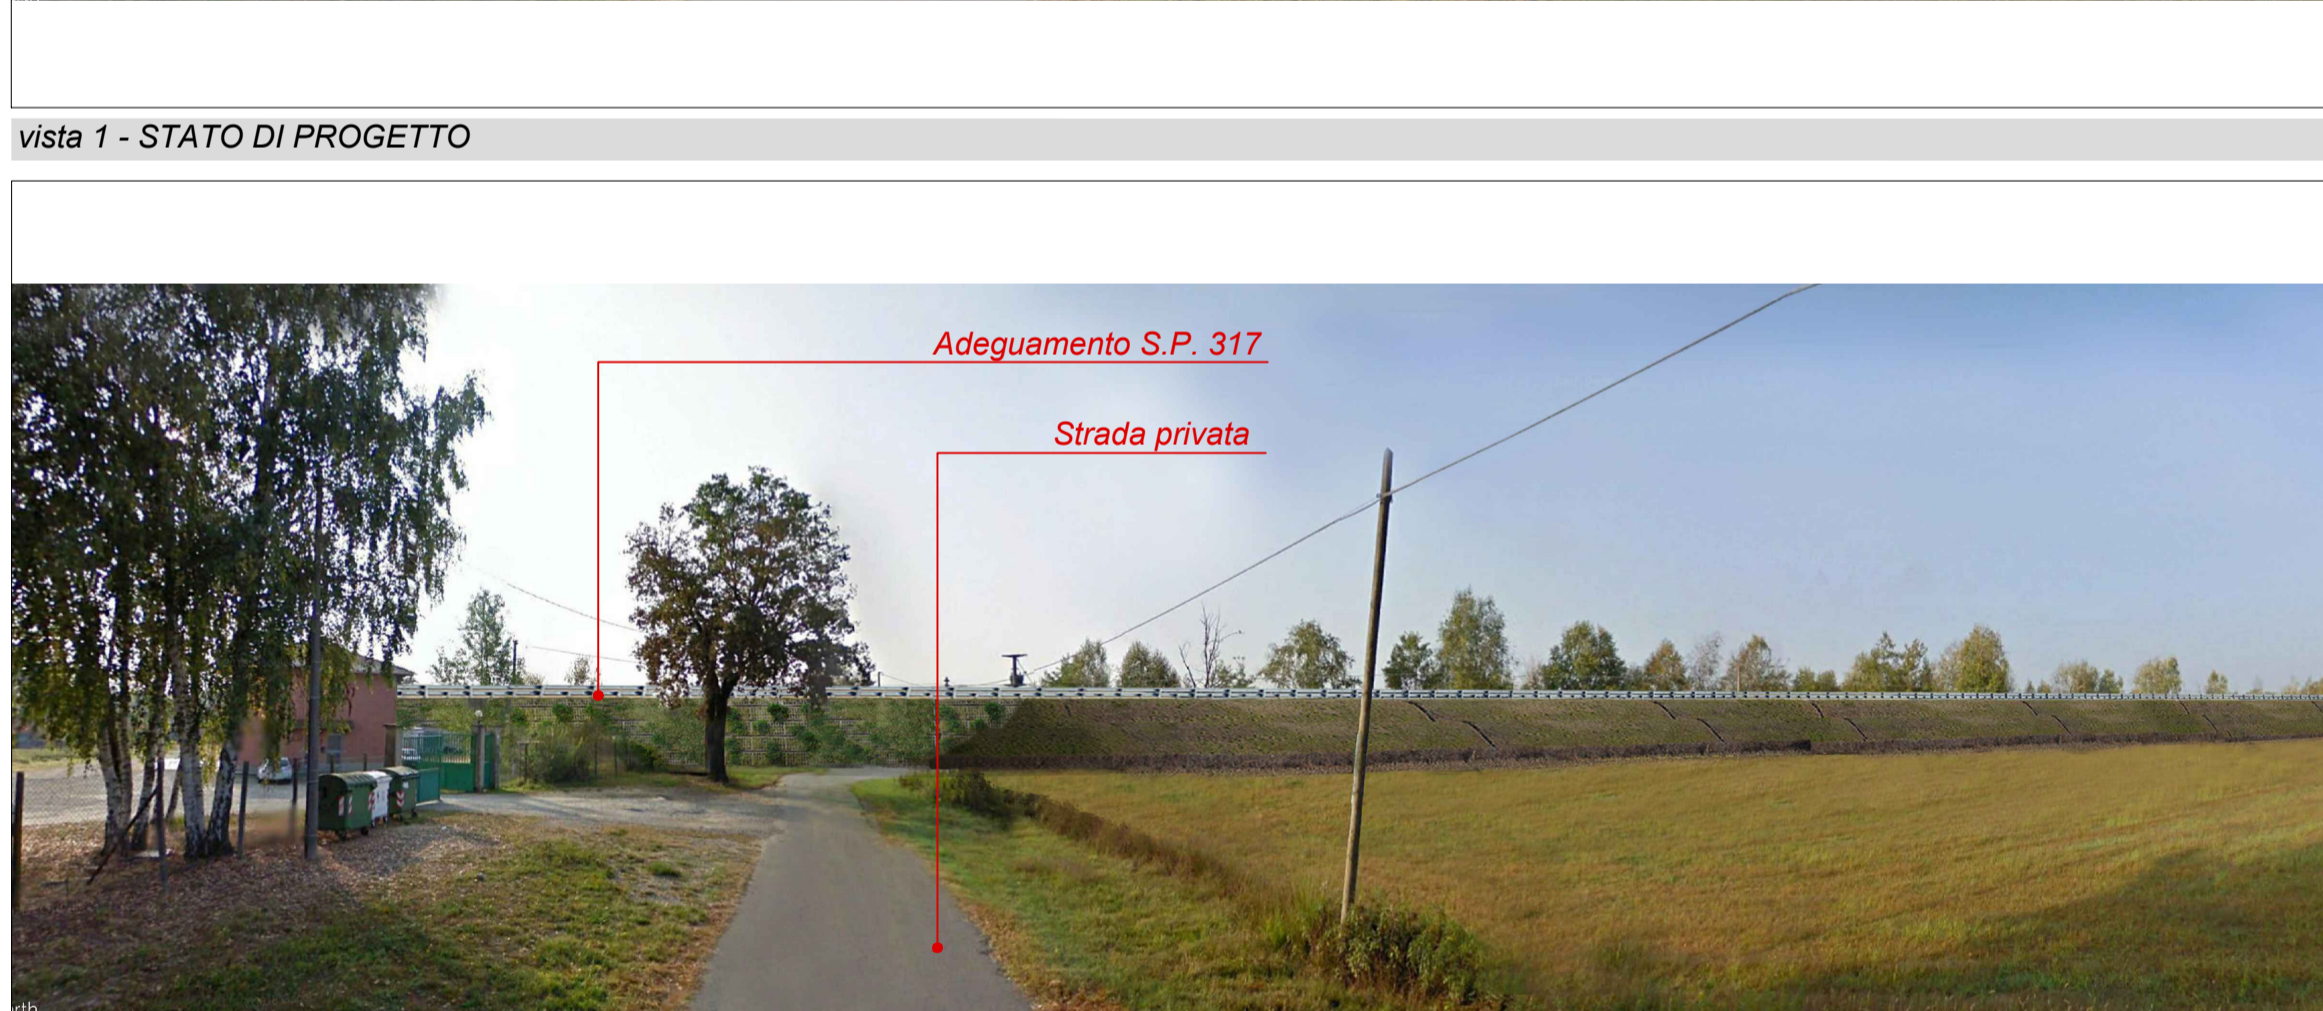 vista 1 - STATO DI PROGETTO
Adeguamento S.P. 317
Strada privata